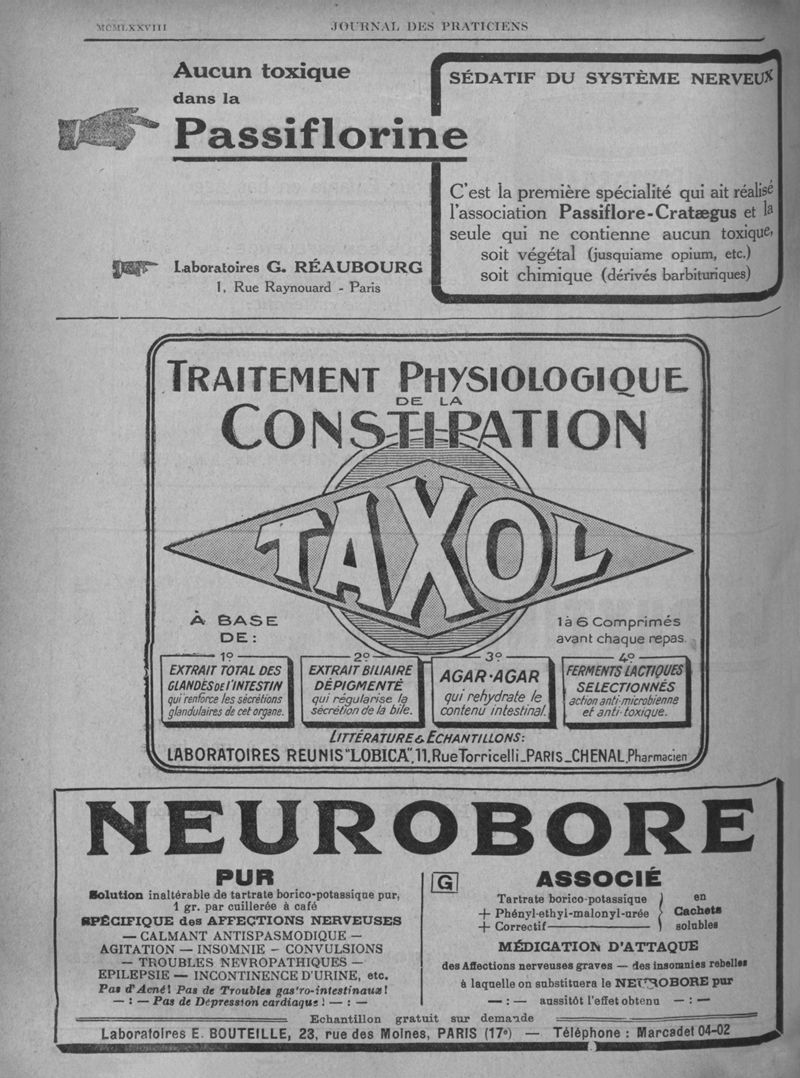 MCMLXXVIII
JOURNAL DES PRATICIENS
Aucun toxique
dans la
Passiflorine
Laboratoires G. RÉAUBOURG
1, Rue Raynouard - Paris
SÉDATIF DU SYSTÈME NERVEUX
C'est la première spécialité qui ait réalisé
l'association Passiflore-Cratægus et la
seule qui ne contienne aucun toxique,
soit végétal (jusquiame opium, etc.)
soit chimique (dérivés barbituriques)
TRAITEMENT PHYSIOLOGIQUE
DE LA
CONSTIPATION
TAXOL
À BASE
DE:
1 à 6 Comprimés
avant chaque repas.
1º
EXTRAIT TOTAL DES
GLANDES DE l'INTESTIN
qui renforce les sécrétions
glandulaires de cet organe.
2º
EXTRAIT BILIAIRE
DÉPIGMENTÉ
qui régularise la
sécrétion de la bile.
3º
AGAR-AGAR
qui rehydrate le
contenu intestinal.
4º
FERMENTS LACTIQUES
SELECTIONNÉS
action anti-microbienne
et anti-toxique.
LITTÉRATURE & ECHANTILLONS:
LABORATOIRES REUNIS "LOBICA", 11, Rue Torricelli_PARIS_CHENAL, Pharmacien
NEUROBORE
PUR
Solution inaltérable de tartrate borico-potassique pur,
1 gr. par cuillerée à café
SPÉCIFIQUE des AFFECTIONS NERVEUSES
— CALMANT ANTISPASMODIQUE —
AGITATION — INSOMNIE - CONVULSIONS
— TROUBLES NEVROPATHIQUES —
EPILEPSIE — INCONTINENCE D'URINE, etc.
Pas d'Acné! Pas de Troubles gas'ro-intestinaux!
— : — Pas de Dépression cardiaque ! — : —
G
ASSOCIÉ
Tartrate borico-potassique
+ Phényl-ethyl-malonyl-urée
+ Correctif
en
Cachets
solubles
MÉDICATION D'ATTAQUE
des Affections nerveuses graves — des insomnies rebelles
à laquelle on substituera le NEUROBORE pur
— : — aussitôt l'effet obtenu — : —
Echantillon gratuit sur demande
Laboratoires E. BOUTEILLE, 23, rue des Moines, PARIS (17e) — Téléphone : Marcadet 04-02